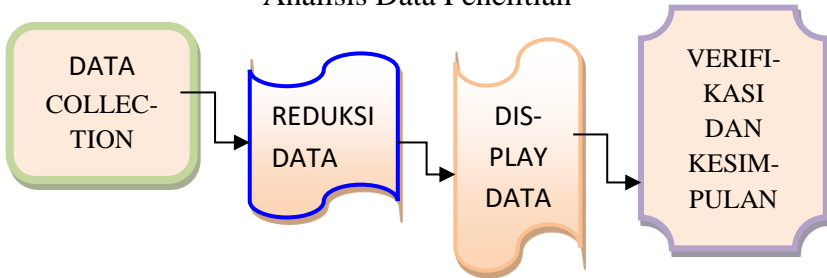 Analisis Data Penelitian
DATA
COLLEC-
TION
REDUKSI
DATA
DIS-
PLAY
DATA
VERIFI-
KASI
DAN
KESIM-
PULAN